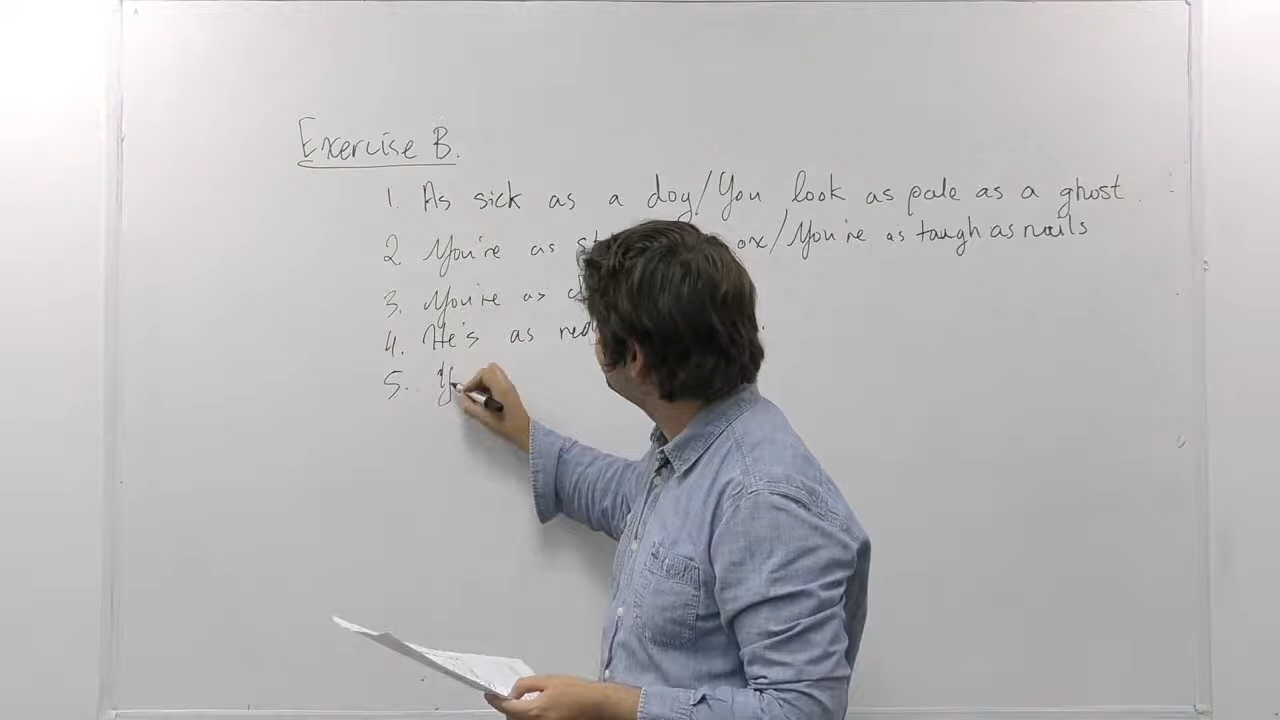 Exercise B.
1. As sick as a dog/You look as pale as a ghost.
2 You're as ox/You're as tough as nails
3. You're as
4. He's as red
5.